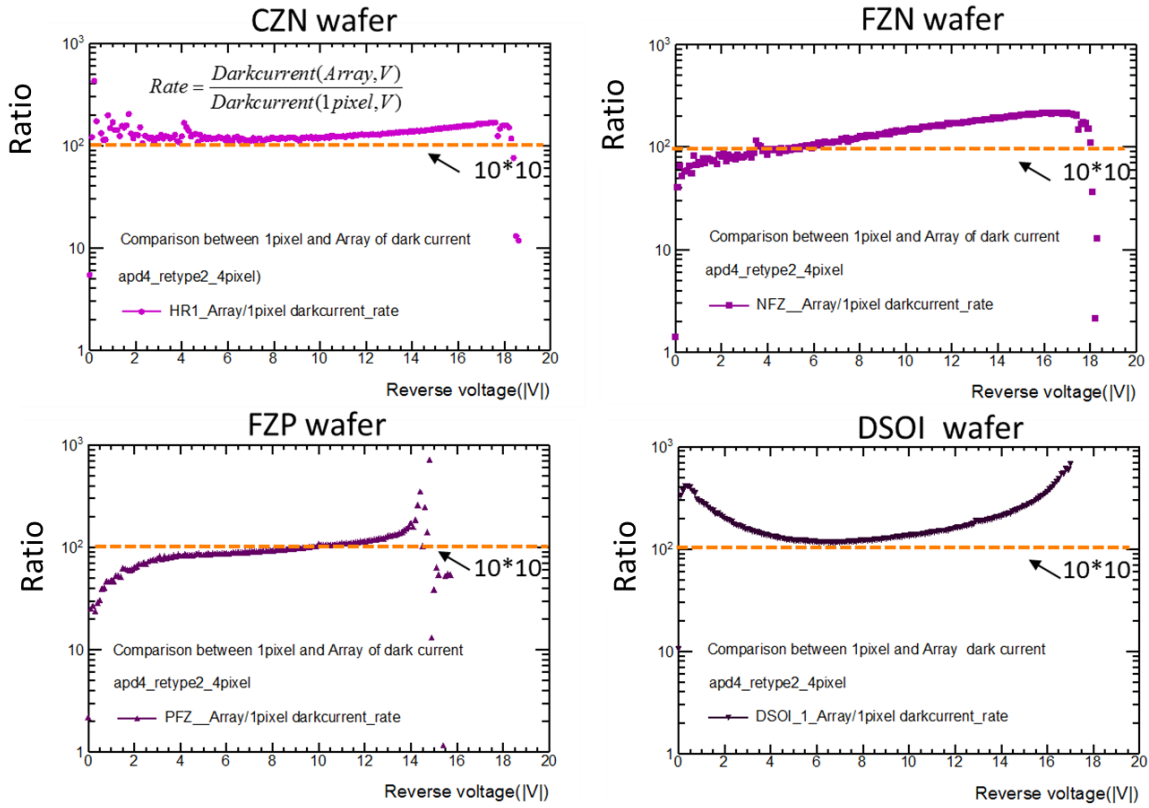 CZN wafer
Ratio
10³
10²
10
1
Rate = Darkcurrent(Array,V) / Darkcurrent(1pixel,V)
10*10
Comparison between 1pixel and Array of dark current
apd4_retype2_4pixel)
HR1_Array/1pixel darkcurrent_rate
0 2 4 6 8 10 12 14 16 18 20
Reverse voltage(|V|)
FZN wafer
Ratio
10³
10²
10
1
10*10
Comparison between 1pixel and Array of dark current
apd4_retype2_4pixel
NFZ__Array/1pixel darkcurrent_rate
0 2 4 6 8 10 12 14 16 18 20
Reverse voltage(|V|)
FZP wafer
Ratio
10³
10²
10
1
10*10
Comparison between 1pixel and Array of dark current
apd4_retype2_4pixel
PFZ__Array/1pixel darkcurrent_rate
0 2 4 6 8 10 12 14 16 18 20
Reverse voltage(|V|)
DSOI wafer
Ratio
10³
10²
10
1
10*10
Comparison between 1pixel and Array dark current
apd4_retype2_4pixel
DSOI_1_Array/1pixel darkcurrent_rate
0 2 4 6 8 10 12 14 16 18 20
Reverse voltage(|V|)